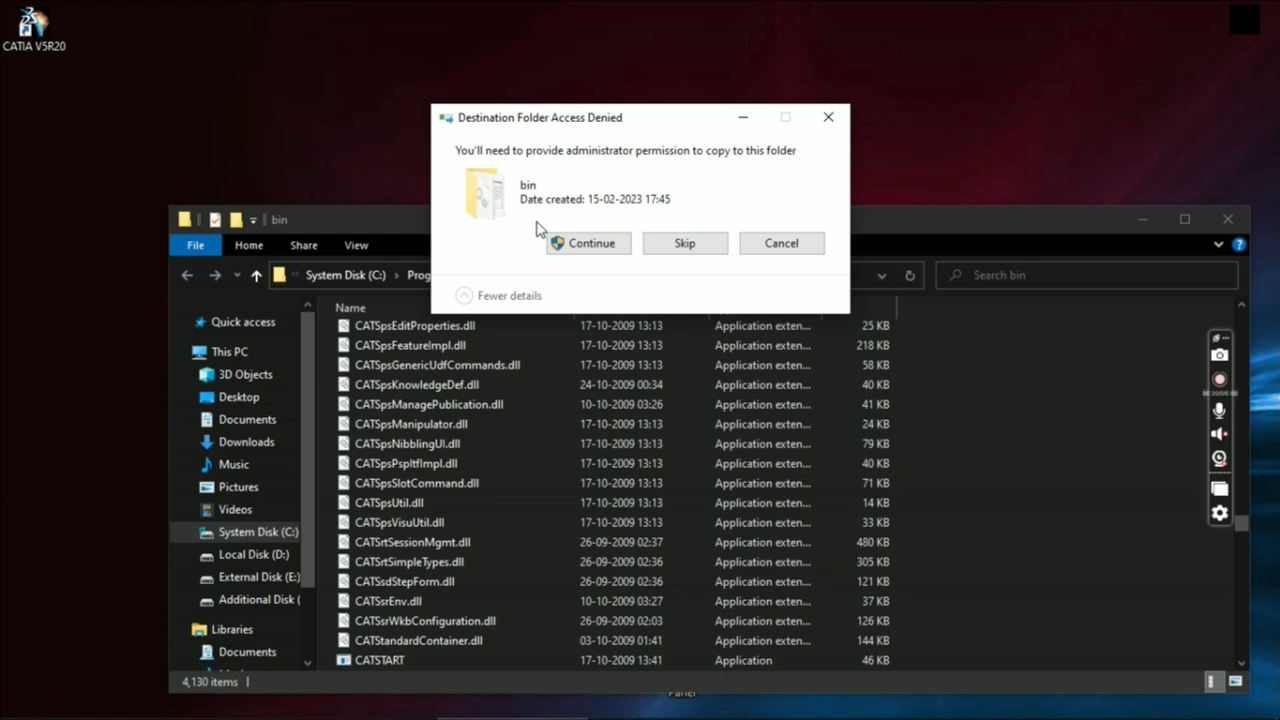 CATIA V5R20
Destination Folder Access Denied
You'll need to provide administrator permission to copy to this folder
bin
Date created: 15-02-2023 17:45
Continue Skip Cancel
Fewer details
bin
File Home Share View
System Disk (C:) › Prog
Search bin
Name
Quick access
This PC
3D Objects
Desktop
Documents
Downloads
Music
Pictures
Videos
System Disk (C:)
Local Disk (D:)
External Disk (E:)
Additional Disk (
Libraries
Documents
CATSpsEditProperties.dll 17-10-2009 13:13 Application exten... 25 KB
CATSpsFeatureImpl.dll 17-10-2009 13:13 Application exten... 218 KB
CATSpsGenericUdfCommands.dll 17-10-2009 13:13 Application exten... 58 KB
CATSpsKnowledgeDef.dll 24-10-2009 00:34 Application exten... 40 KB
CATSpsManagePublication.dll 10-10-2009 03:26 Application exten... 41 KB
CATSpsManipulator.dll 17-10-2009 13:13 Application exten... 24 KB
CATSpsNibblingUI.dll 17-10-2009 13:13 Application exten... 79 KB
CATSpsPspItfImpl.dll 17-10-2009 13:13 Application exten... 40 KB
CATSpsSlotCommand.dll 17-10-2009 13:13 Application exten... 71 KB
CATSpsUtil.dll 17-10-2009 13:13 Application exten... 14 KB
CATSpsVisuUtil.dll 17-10-2009 13:13 Application exten... 33 KB
CATSrtSessionMgmt.dll 26-09-2009 02:37 Application exten... 480 KB
CATSrtSimpleTypes.dll 26-09-2009 02:36 Application exten... 305 KB
CATSsdStepForm.dll 26-09-2009 02:36 Application exten... 121 KB
CATSsrEnv.dll 10-10-2009 03:27 Application exten... 37 KB
CATSsrWkbConfiguration.dll 26-09-2009 02:03 Application exten... 126 KB
CATStandardContainer.dll 03-10-2009 01:41 Application exten... 144 KB
CATSTART 17-10-2009 13:41 Application 46 KB
4,130 items
Panel